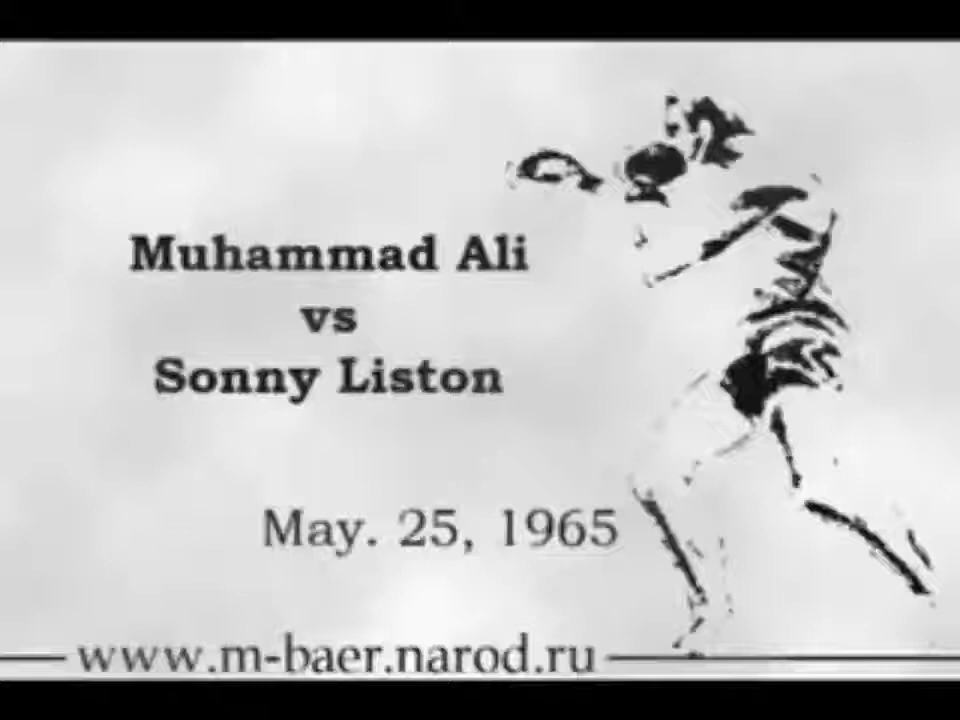 Muhammad Ali
vs
Sonny Liston
May. 25, 1965
www.m-baer.narod.ru